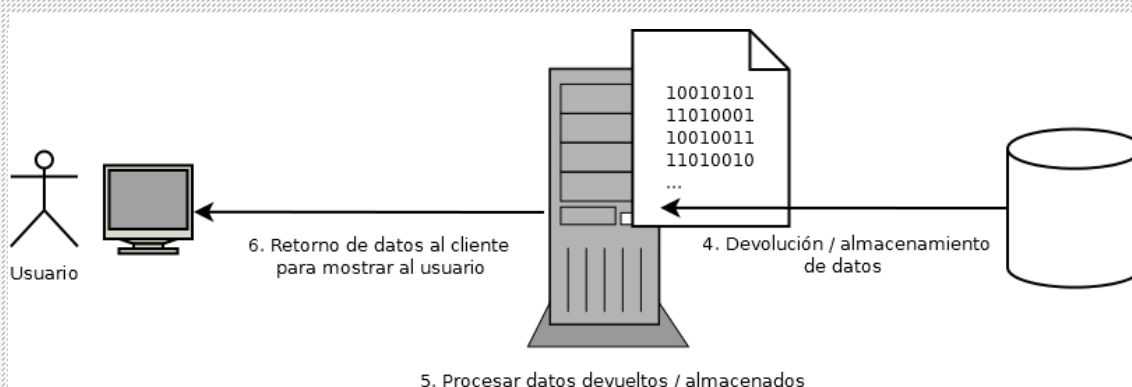 10010101
11010001
10010011
11010010
...
Usuario
6. Retorno de datos al cliente
para mostrar al usuario
4. Devolución / almacenamiento
de datos
5. Procesar datos devueltos / almacenados